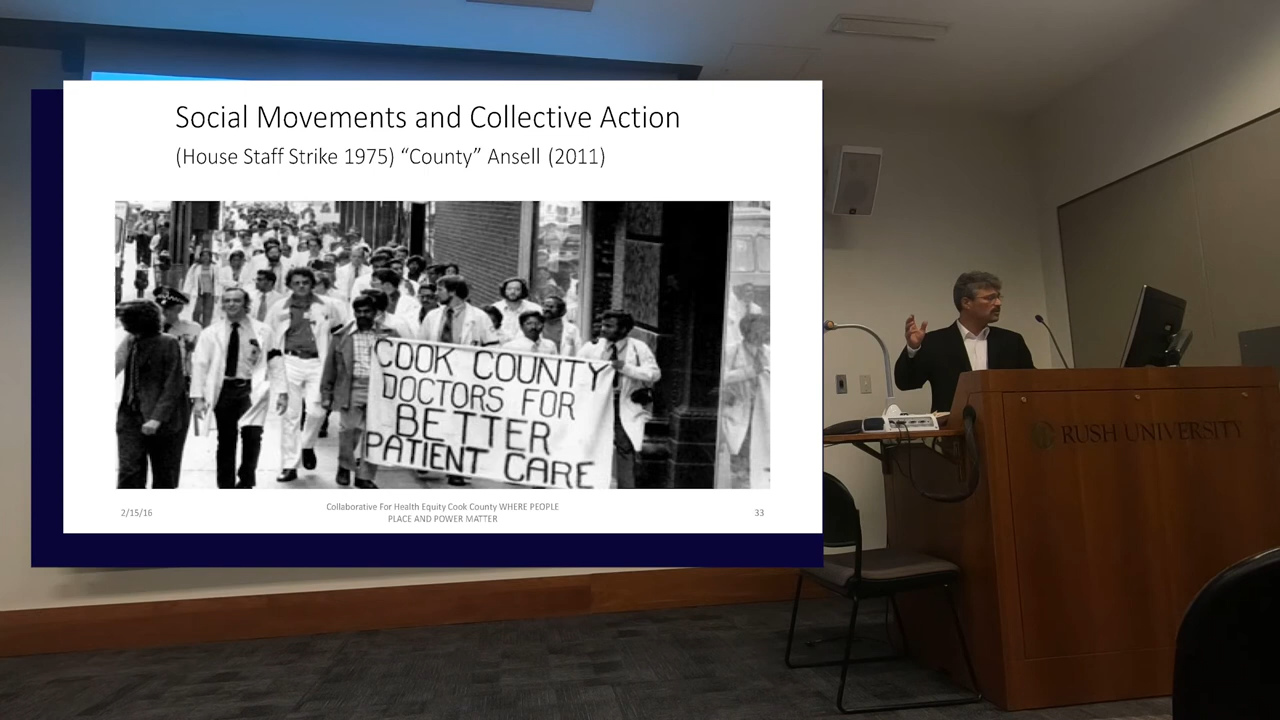 Social Movements and Collective Action
(House Staff Strike 1975) “County” Ansell (2011)
COOK COUNTY
DOCTORS FOR
BETTER
PATIENT CARE
2/15/16
Collaborative For Health Equity Cook County WHERE PEOPLE
PLACE AND POWER MATTER
33
RUSH UNIVERSITY